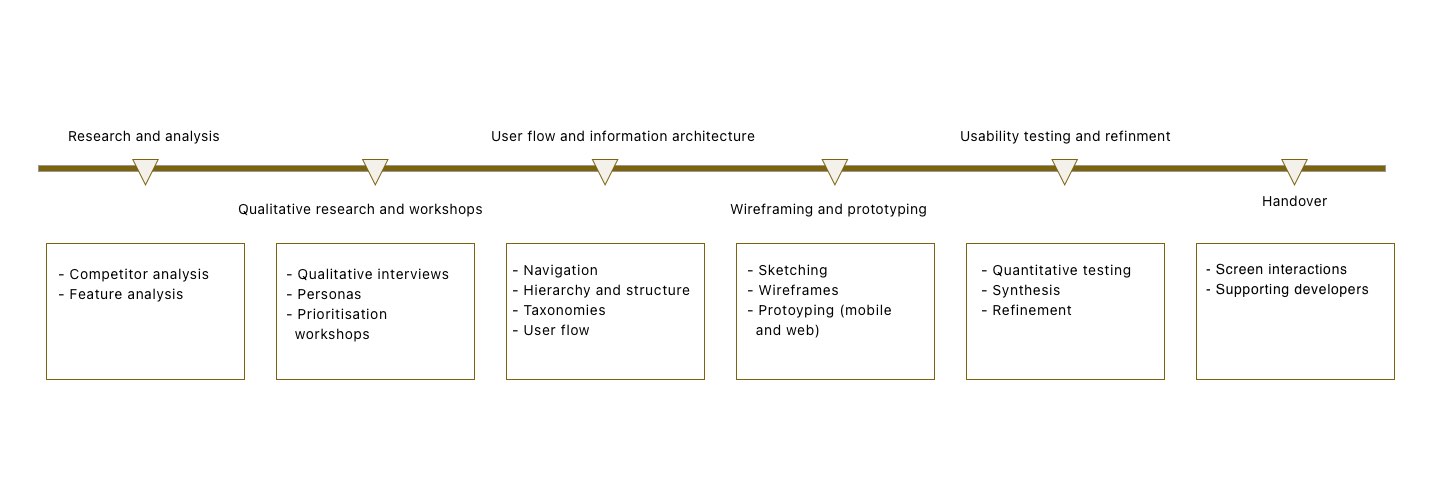 Research and analysis
User flow and information architecture
Usability testing and refinment
Qualitative research and workshops
Wireframing and prototyping
Handover
- Competitor analysis
- Feature analysis
- Qualitative interviews
- Personas
- Prioritisation
workshops
- Navigation
- Hierarchy and structure
- Taxonomies
- User flow
- Sketching
- Wireframes
- Protoyping (mobile
and web)
- Quantitative testing
- Synthesis
- Refinement
- Screen interactions
- Supporting developers